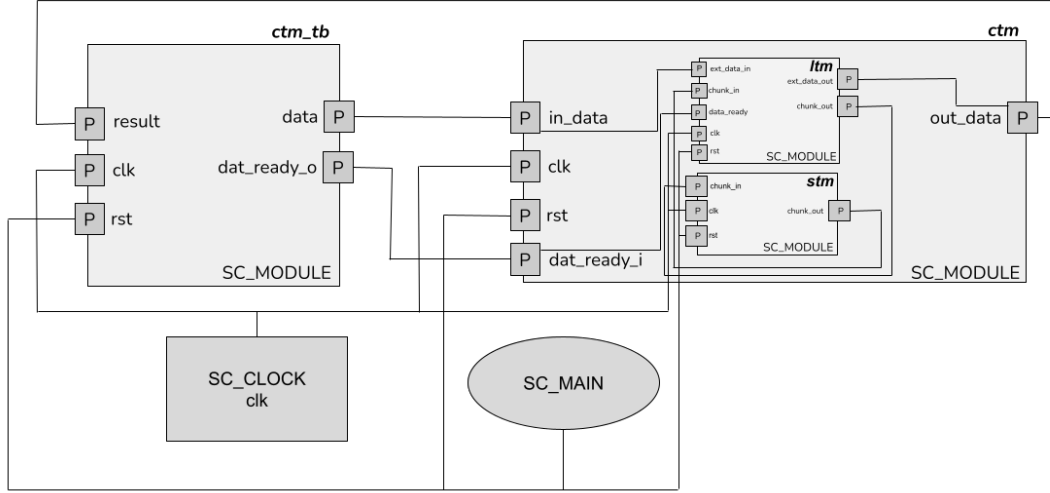 ctm_tb
P result
P clk
P rst
data P
dat_ready_o P
SC_MODULE
ctm
P in_data
P clk
P rst
P dat_ready_i
out_data P
SC_MODULE
ltm
P ext_data_in
P chunk_in
P data_ready
P clk
P rst
ext_data_out P
chunk_out P
SC_MODULE
stm
P chunk_in
P clk
P rst
chunk_out P
SC_MODULE
SC_CLOCK
clk
SC_MAIN